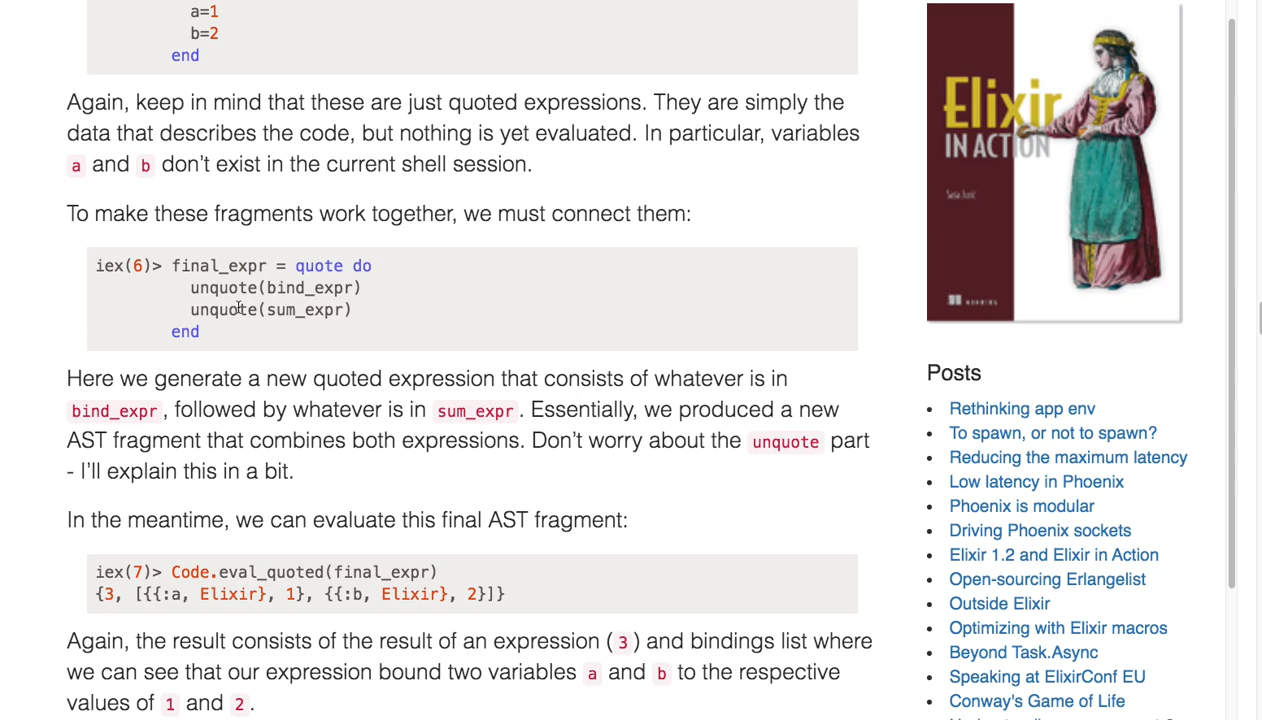 a=1
b=2
end
Again, keep in mind that these are just quoted expressions. They are simply the
data that describes the code, but nothing is yet evaluated. In particular, variables
a and b don't exist in the current shell session.
To make these fragments work together, we must connect them:
iex(6)> final_expr = quote do
unquote(bind_expr)
unquote(sum_expr)
end
Here we generate a new quoted expression that consists of whatever is in
bind_expr, followed by whatever is in sum_expr. Essentially, we produced a new
AST fragment that combines both expressions. Don't worry about the unquote part
- I'll explain this in a bit.
In the meantime, we can evaluate this final AST fragment:
iex(7)> Code.eval_quoted(final_expr)
{3, [{{:a, Elixir}, 1}, {{:b, Elixir}, 2}]}
Again, the result consists of the result of an expression (3) and bindings list where
we can see that our expression bound two variables a and b to the respective
values of 1 and 2.
Elixir
IN ACTION
MANNING
Posts
Rethinking app env
To spawn, or not to spawn?
Reducing the maximum latency
Low latency in Phoenix
Phoenix is modular
Driving Phoenix sockets
Elixir 1.2 and Elixir in Action
Open-sourcing Erlangelist
Outside Elixir
Optimizing with Elixir macros
Beyond Task.Async
Speaking at ElixirConf EU
Conway's Game of Life